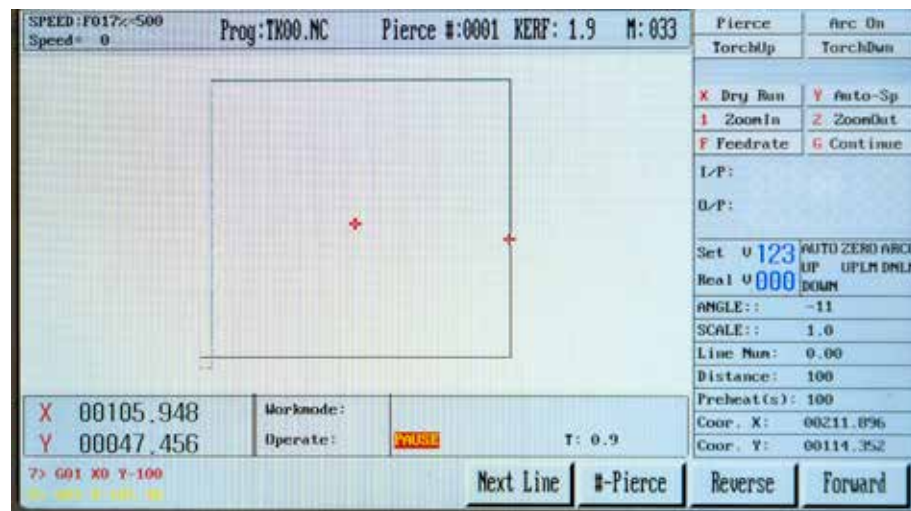 SPEED:F017%=500
Speed= 0
Prog:TK00.NC
Pierce #:0001
KERF: 1.9
M: 033
Pierce
Arc On
TorchUp
TorchDwn
X Dry Run
Y Auto-Sp
1 ZoomIn
2 ZoomOut
F Feedrate
G Continue
I/P:
O/P:
Set V 123
Real V 000
AUTO ZERO
UP UPLM
DOWN
ANGLE:: -11
SCALE:: 1.0
Line Num: 0.00
Distance: 100
Preheat(s): 100
Coor. X: 00211.896
Coor. Y: 00114.352
X 00105.948
Y 00047.456
Workmode:
Operate: PAUSE
T: 0.9
7> G01 X0 Y-100
Next Line
#-Pierce
Reverse
Forward